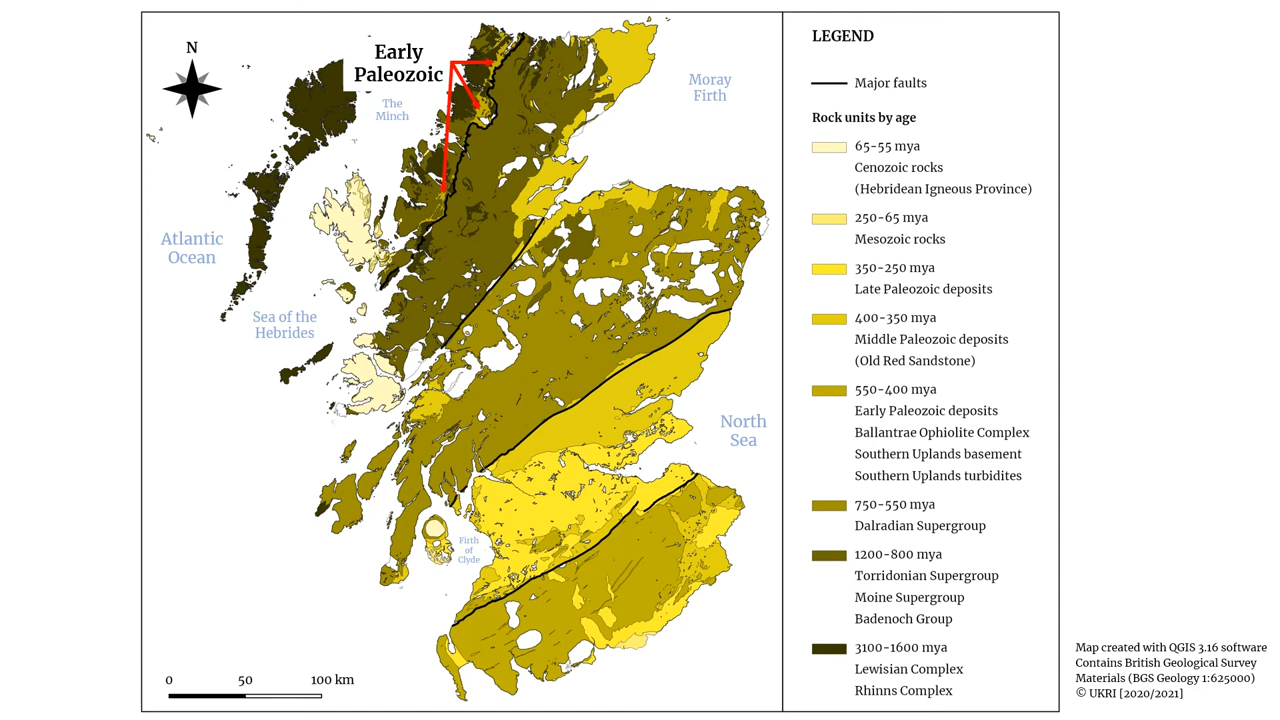 N
Early
Paleozoic
The
Minch
Moray
Firth
Atlantic
Ocean
Sea of the
Hebrides
North
Sea
Firth
of
Clyde
0 50 100 km
LEGEND
Major faults
Rock units by age
65-55 mya
Cenozoic rocks
(Hebridean Igneous Province)
250-65 mya
Mesozoic rocks
350-250 mya
Late Paleozoic deposits
400-350 mya
Middle Paleozoic deposits
(Old Red Sandstone)
550-400 mya
Early Paleozoic deposits
Ballantrae Ophiolite Complex
Southern Uplands basement
Southern Uplands turbidites
750-550 mya
Dalradian Supergroup
1200-800 mya
Torridonian Supergroup
Moine Supergroup
Badenoch Group
3100-1600 mya
Lewisian Complex
Rhinns Complex
Map created with QGIS 3.16 software
Contains British Geological Survey
Materials (BGS Geology 1:625000)
© UKRI [2020/2021]